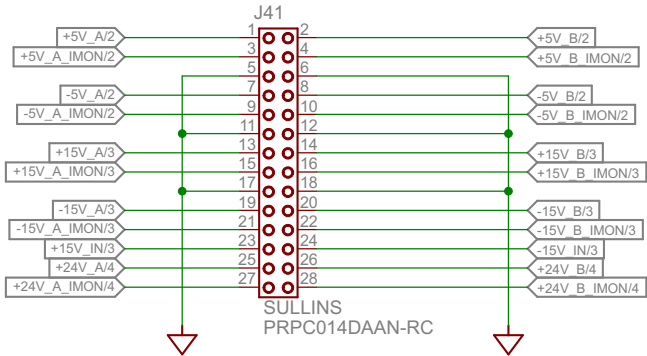 J41
+5V_A/2 1 2 +5V_B/2
+5V_A_IMON/2 3 4 +5V_B_IMON/2
5 6
-5V_A/2 7 8 -5V_B/2
-5V_A_IMON/2 9 10 -5V_B_IMON/2
11 12
+15V_A/3 13 14 +15V_B/3
+15V_A_IMON/3 15 16 +15V_B_IMON/3
17 18
-15V_A/3 19 20 -15V_B/3
-15V_A_IMON/3 21 22 -15V_B_IMON/3
+15V_IN/3 23 24 -15V_IN/3
+24V_A/4 25 26 +24V_B/4
+24V_A_IMON/4 27 28 +24V_B_IMON/4
SULLINS
PRPC014DAAN-RC